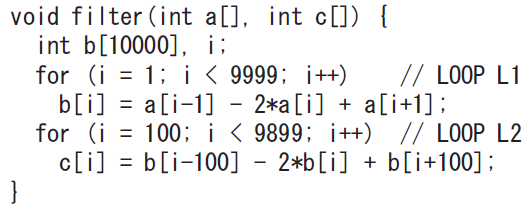 void filter(int a[], int c[]) {
  int b[10000], i;
  for (i = 1; i < 9999; i++)    // LOOP L1
    b[i] = a[i-1] - 2*a[i] + a[i+1];
  for (i = 100; i < 9899; i++)  // LOOP L2
    c[i] = b[i-100] - 2*b[i] + b[i+100];
}